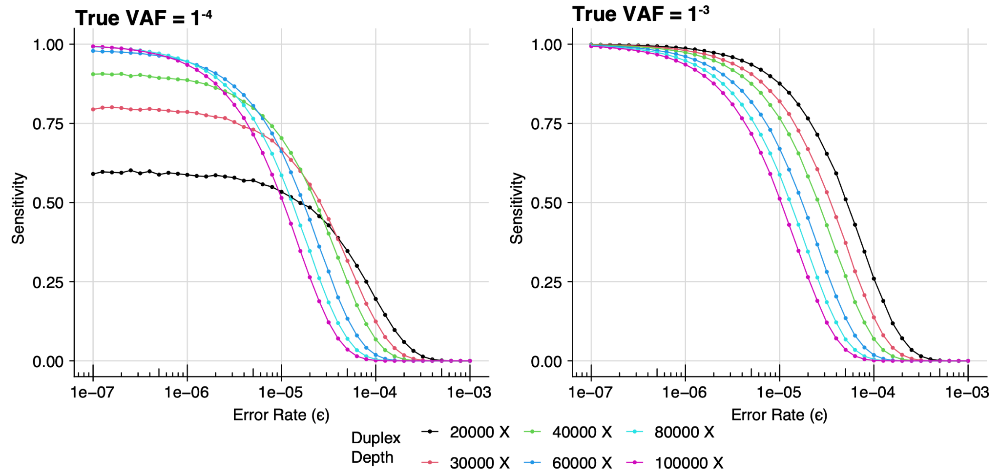 True VAF = 1⁻⁴
1.00
0.75
0.50
0.25
0.00
Sensitivity
1e−07 1e−06 1e−05 1e−04 1e−03
Error Rate (ϵ)
True VAF = 1⁻³
1.00
0.75
0.50
0.25
0.00
Sensitivity
1e−07 1e−06 1e−05 1e−04 1e−03
Error Rate (ϵ)
Duplex
Depth
20000 X 40000 X 80000 X
30000 X 60000 X 100000 X